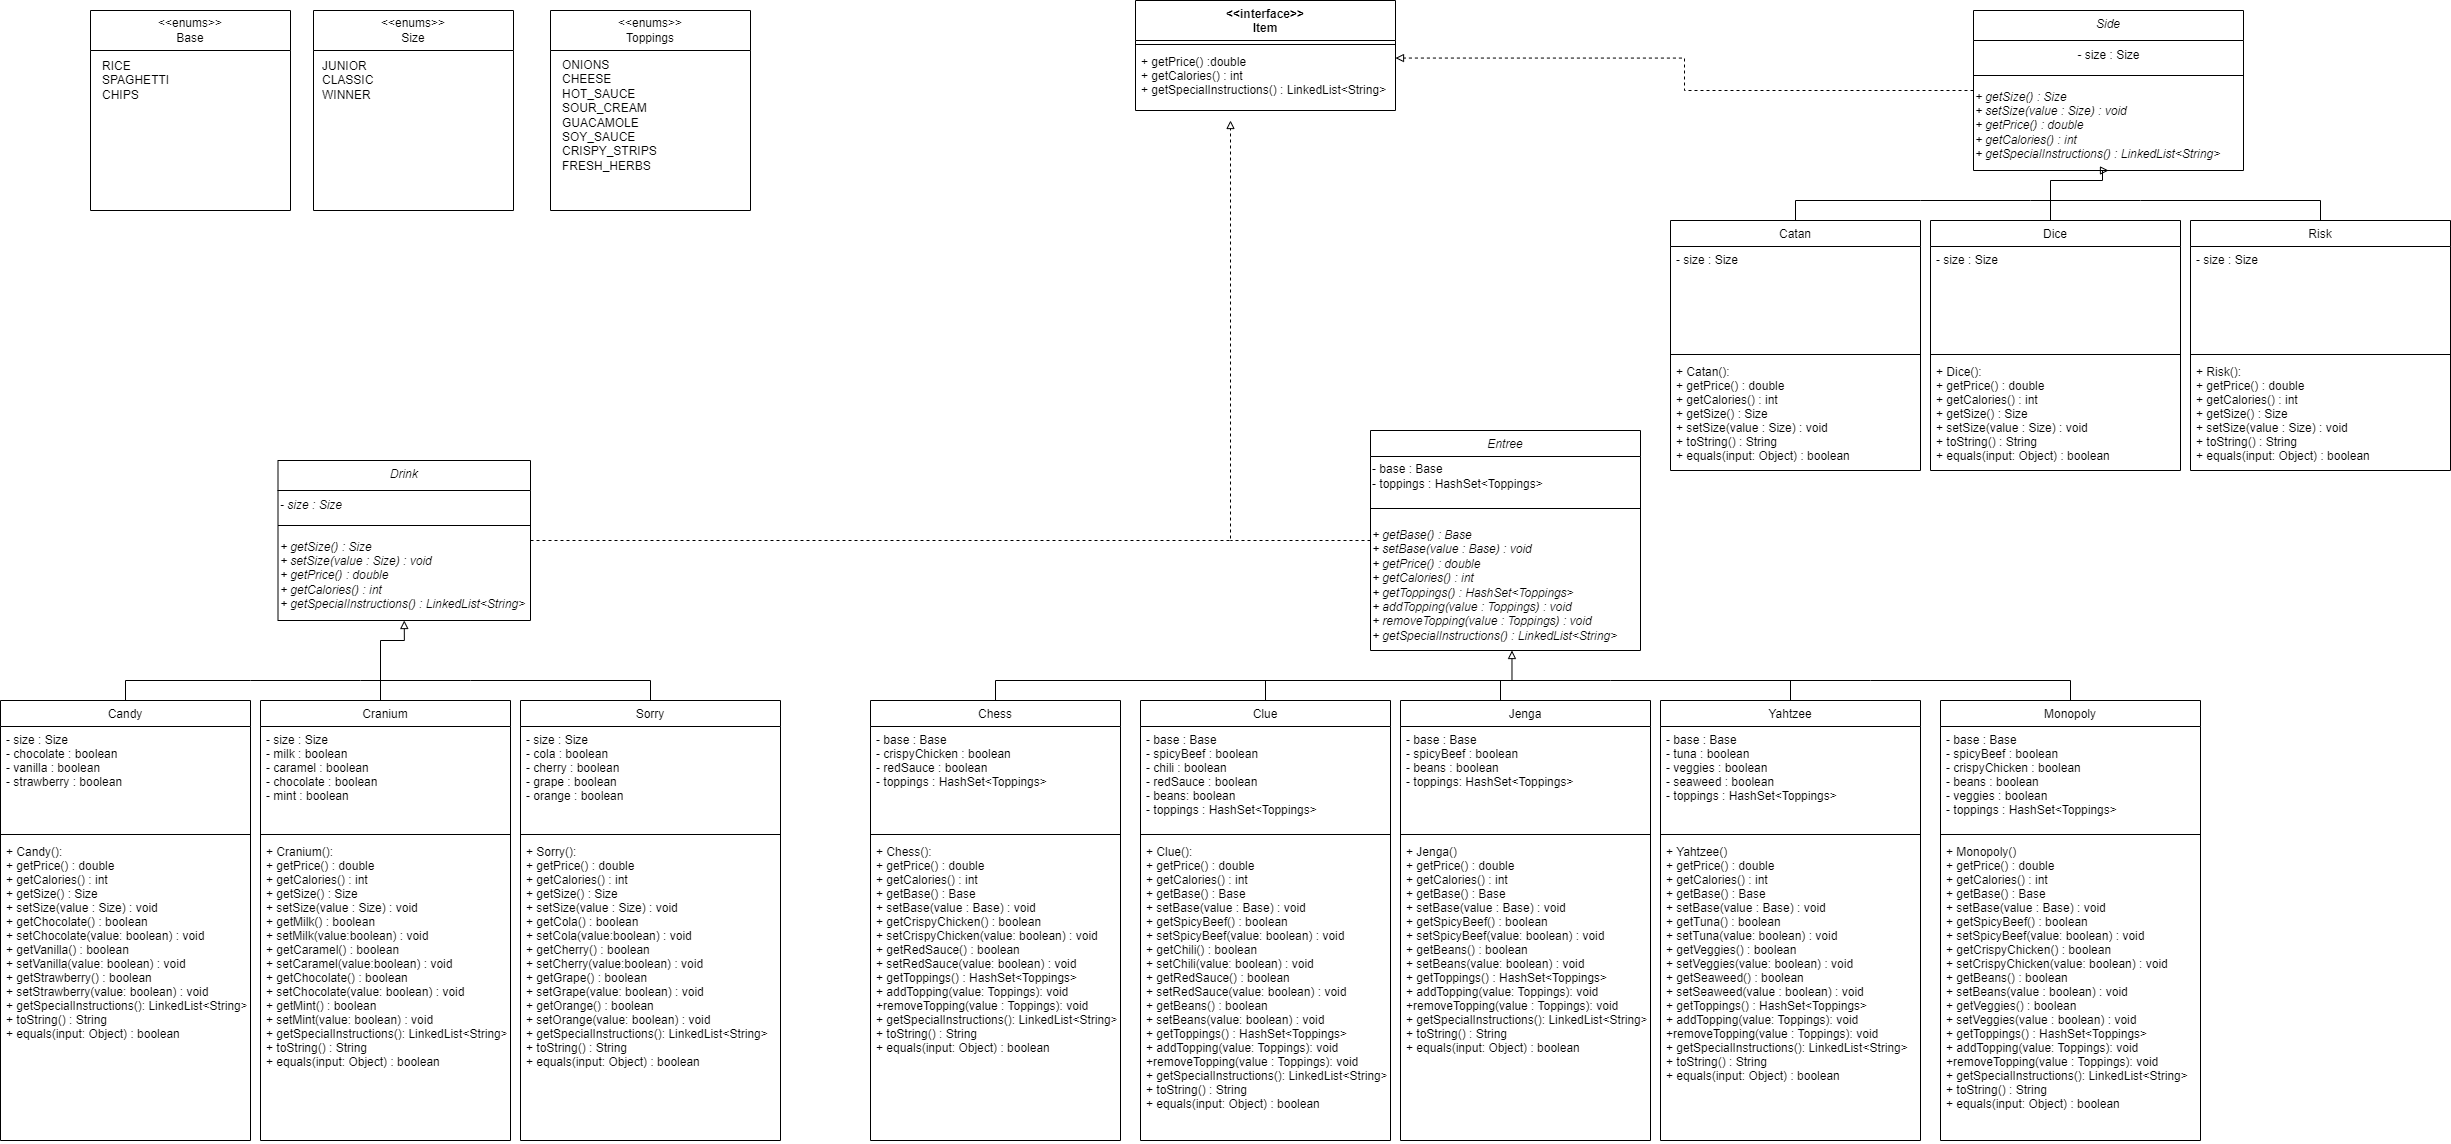 <<enums>>
Base
RICE
SPAGHETTI
CHIPS
<<enums>>
Size
JUNIOR
CLASSIC
WINNER
<<enums>>
Toppings
ONIONS
CHEESE
HOT_SAUCE
SOUR_CREAM
GUACAMOLE
SOY_SAUCE
CRISPY_STRIPS
FRESH_HERBS
<<interface>>
Item
+ getPrice() :double
+ getCalories() : int
+ getSpecialInstructions() : LinkedList<String>
Side
- size : Size
+ getSize() : Size
+ setSize(value : Size) : void
+ getPrice() : double
+ getCalories() : int
+ getSpecialInstructions() : LinkedList<String>
Catan
- size : Size
+ Catan():
+ getPrice() : double
+ getCalories() : int
+ getSize() : Size
+ setSize(value : Size) : void
+ toString() : String
+ equals(input: Object) : boolean
Dice
- size : Size
+ Dice():
+ getPrice() : double
+ getCalories() : int
+ getSize() : Size
+ setSize(value : Size) : void
+ toString() : String
+ equals(input: Object) : boolean
Risk
- size : Size
+ Risk():
+ getPrice() : double
+ getCalories() : int
+ getSize() : Size
+ setSize(value : Size) : void
+ toString() : String
+ equals(input: Object) : boolean
Drink
- size : Size
+ getSize() : Size
+ setSize(value : Size) : void
+ getPrice() : double
+ getCalories() : int
+ getSpecialInstructions() : LinkedList<String>
Entree
- base : Base
- toppings : HashSet<Toppings>
+ getBase() : Base
+ setBase(value : Base) : void
+ getPrice() : double
+ getCalories() : int
+ getToppings() : HashSet<Toppings>
+ addTopping(value : Toppings) : void
+ removeTopping(value : Toppings) : void
+ getSpecialInstructions() : LinkedList<String>
Candy
- size : Size
- chocolate : boolean
- vanilla : boolean
- strawberry : boolean
+ Candy():
+ getPrice() : double
+ getCalories() : int
+ getSize() : Size
+ setSize(value : Size) : void
+ getChocolate() : boolean
+ setChocolate(value: boolean) : void
+ getVanilla() : boolean
+ setVanilla(value: boolean) : void
+ getStrawberry() : boolean
+ setStrawberry(value: boolean) : void
+ getSpecialInstructions(): LinkedList<String>
+ toString() : String
+ equals(input: Object) : boolean
Cranium
- size : Size
- milk : boolean
- caramel : boolean
- chocolate : boolean
- mint : boolean
+ Cranium():
+ getPrice() : double
+ getCalories() : int
+ getSize() : Size
+ setSize(value : Size) : void
+ getMilk() : boolean
+ setMilk(value:boolean) : void
+ getCaramel() : boolean
+ setCaramel(value:boolean) : void
+ getChocolate() : boolean
+ setChocolate(value: boolean) : void
+ getMint() : boolean
+ setMint(value: boolean) : void
+ getSpecialInstructions(): LinkedList<String>
+ toString() : String
+ equals(input: Object) : boolean
Sorry
- size : Size
- cola : boolean
- cherry : boolean
- grape : boolean
- orange : boolean
+ Sorry():
+ getPrice() : double
+ getCalories() : int
+ getSize() : Size
+ setSize(value : Size) : void
+ getCola() : boolean
+ setCola(value:boolean) : void
+ getCherry() : boolean
+ setCherry(value:boolean) : void
+ getGrape() : boolean
+ setGrape(value: boolean) : void
+ getOrange() : boolean
+ setOrange(value: boolean) : void
+ getSpecialInstructions(): LinkedList<String>
+ toString() : String
+ equals(input: Object) : boolean
Chess
- base : Base
- crispyChicken : boolean
- redSauce : boolean
- toppings : HashSet<Toppings>
+ Chess():
+ getPrice() : double
+ getCalories() : int
+ getBase() : Base
+ setBase(value : Base) : void
+ getCrispyChicken() : boolean
+ setCrispyChicken(value: boolean) : void
+ getRedSauce() : boolean
+ setRedSauce(value: boolean) : void
+ getToppings() : HashSet<Toppings>
+ addTopping(value: Toppings): void
+removeTopping(value : Toppings): void
+ getSpecialInstructions(): LinkedList<String>
+ toString() : String
+ equals(input: Object) : boolean
Clue
- base : Base
- spicyBeef : boolean
- chili : boolean
- redSauce : boolean
- beans: boolean
- toppings : HashSet<Toppings>
+ Clue():
+ getPrice() : double
+ getCalories() : int
+ getBase() : Base
+ setBase(value : Base) : void
+ getSpicyBeef() : boolean
+ setSpicyBeef(value: boolean) : void
+ getChili() : boolean
+ setChili(value: boolean) : void
+ getRedSauce() : boolean
+ setRedSauce(value : boolean) : void
+ getBeans() : boolean
+ setBeans(value: boolean) : void
+ getToppings() : HashSet<Toppings>
+ addTopping(value: Toppings): void
+removeTopping(value : Toppings): void
+ getSpecialInstructions(): LinkedList<String>
+ toString() : String
+ equals(input: Object) : boolean
Jenga
- base : Base
- spicyBeef : boolean
- beans : boolean
- toppings: HashSet<Toppings>
+ Jenga()
+ getPrice() : double
+ getCalories() : int
+ getBase() : Base
+ setBase(value : Base) : void
+ getSpicyBeef() : boolean
+ setSpicyBeef(value: boolean) : void
+ getBeans() : boolean
+ setBeans(value: boolean) : void
+ getToppings() : HashSet<Toppings>
+ addTopping(value: Toppings): void
+removeTopping(value : Toppings): void
+ getSpecialInstructions(): LinkedList<String>
+ toString() : String
+ equals(input: Object) : boolean
Yahtzee
- base : Base
- tuna : boolean
- veggies : boolean
- seaweed : boolean
- toppings : HashSet<Toppings>
+ Yahtzee()
+ getPrice() : double
+ getCalories() : int
+ getBase() : Base
+ setBase(value : Base) : void
+ getTuna() : boolean
+ setTuna(value: boolean) : void
+ getVeggies() : boolean
+ setVeggies(value: boolean) : void
+ getSeaweed() : boolean
+ setSeaweed(value : boolean) : void
+ getToppings() : HashSet<Toppings>
+ addTopping(value: Toppings): void
+removeTopping(value : Toppings): void
+ getSpecialInstructions(): LinkedList<String>
+ toString() : String
+ equals(input: Object) : boolean
Monopoly
- base : Base
- spicyBeef : boolean
- crispyChicken : boolean
- beans : boolean
- veggies : boolean
- toppings : HashSet<Toppings>
+ Monopoly()
+ getPrice() : double
+ getCalories() : int
+ getBase() : Base
+ setBase(value : Base) : void
+ getSpicyBeef() : boolean
+ setSpicyBeef(value: boolean) : void
+ getCrispyChicken() : boolean
+ setCrispyChicken(value: boolean) : void
+ getBeans() : boolean
+ setBeans(value : boolean) : void
+ getVeggies() : boolean
+ setVeggies(value : boolean) : void
+ getToppings() : HashSet<Toppings>
+ addTopping(value: Toppings): void
+removeTopping(value : Toppings): void
+ getSpecialInstructions(): LinkedList<String>
+ toString() : String
+ equals(input: Object) : boolean